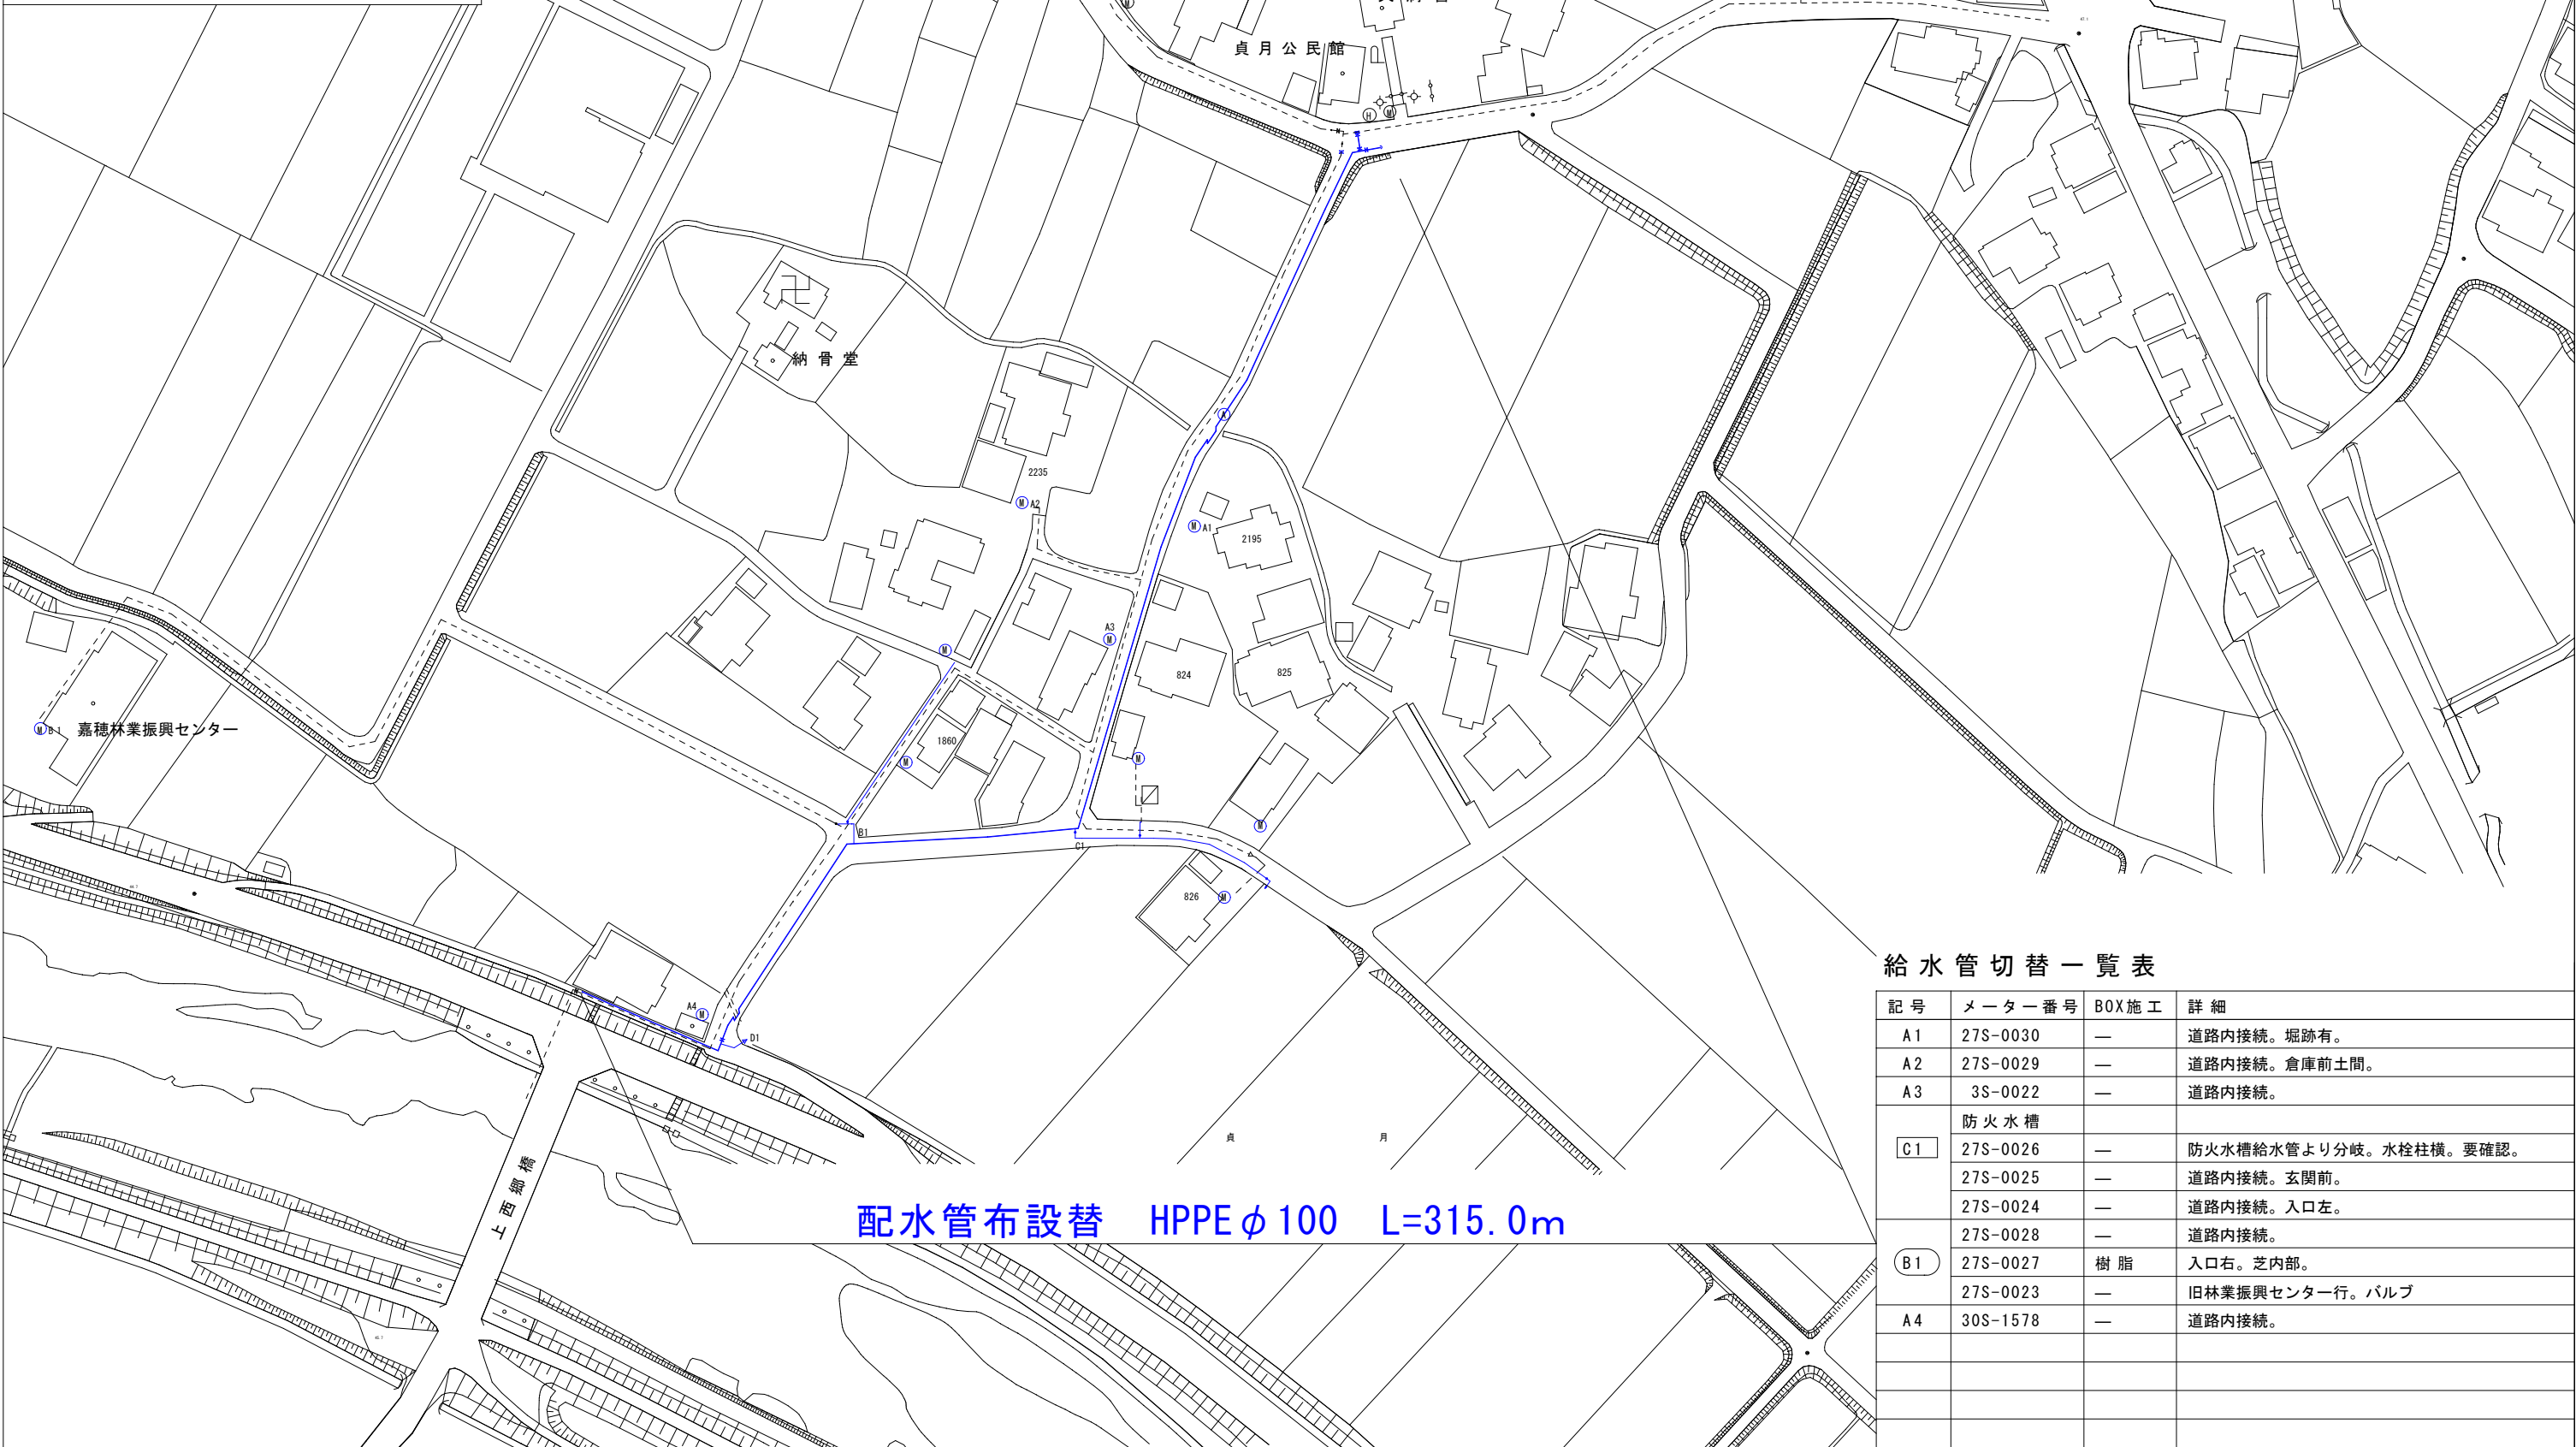 貞月公民館
H
M
納骨堂
A
2235
M A2
M A1
2195
A3
M
M
824
825
M B1 嘉穂林業振興センター
1860
M
M
B1
C1
M
826
M
A4
M
D1
貞月
上西郷橋
配水管布設替 HPPEφ100 L=315.0m
給水管切替一覧表
記号 メーター番号 BOX施工 詳細
A1 27S-0030 — 道路内接続。堀跡有。
A2 27S-0029 — 道路内接続。倉庫前土間。
A3 3S-0022 — 道路内接続。
防火水槽
C1 27S-0026 — 防火水槽給水管より分岐。水栓柱横。要確認。
27S-0025 — 道路内接続。玄関前。
27S-0024 — 道路内接続。入口左。
27S-0028 — 道路内接続。
B1 27S-0027 樹脂 入口右。芝内部。
27S-0023 — 旧林業振興センター行。バルブ
A4 30S-1578 — 道路内接続。